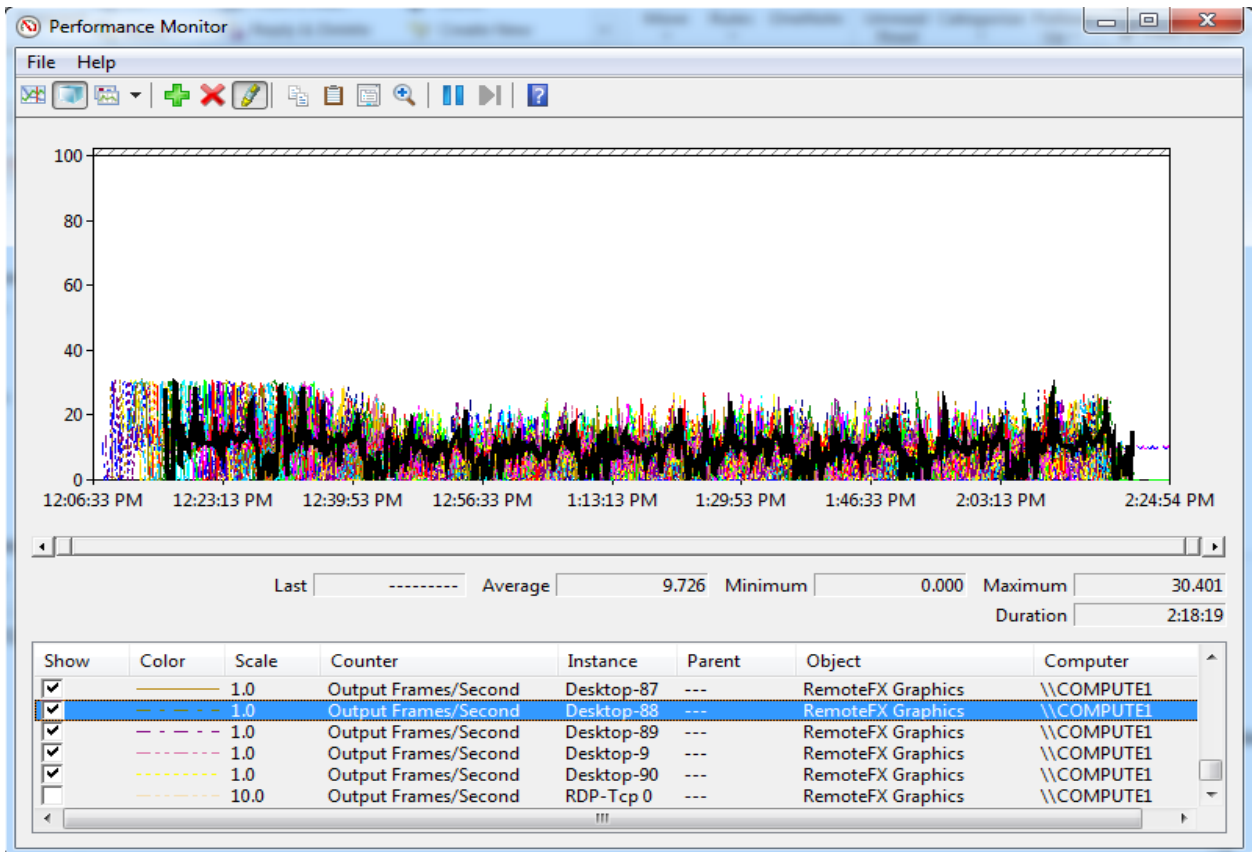 Performance Monitor
File Help
100
80
60
40
20
0
12:06:33 PM 12:23:13 PM 12:39:53 PM 12:56:33 PM 1:13:13 PM 1:29:53 PM 1:46:33 PM 2:03:13 PM 2:24:54 PM
Last --------- Average 9.726 Minimum 0.000 Maximum 30.401
Duration 2:18:19
Show Color Scale Counter Instance Parent Object Computer
1.0 Output Frames/Second Desktop-87 --- RemoteFX Graphics \\COMPUTE1
1.0 Output Frames/Second Desktop-88 --- RemoteFX Graphics \\COMPUTE1
1.0 Output Frames/Second Desktop-89 --- RemoteFX Graphics \\COMPUTE1
1.0 Output Frames/Second Desktop-9 --- RemoteFX Graphics \\COMPUTE1
1.0 Output Frames/Second Desktop-90 --- RemoteFX Graphics \\COMPUTE1
10.0 Output Frames/Second RDP-Tcp 0 --- RemoteFX Graphics \\COMPUTE1